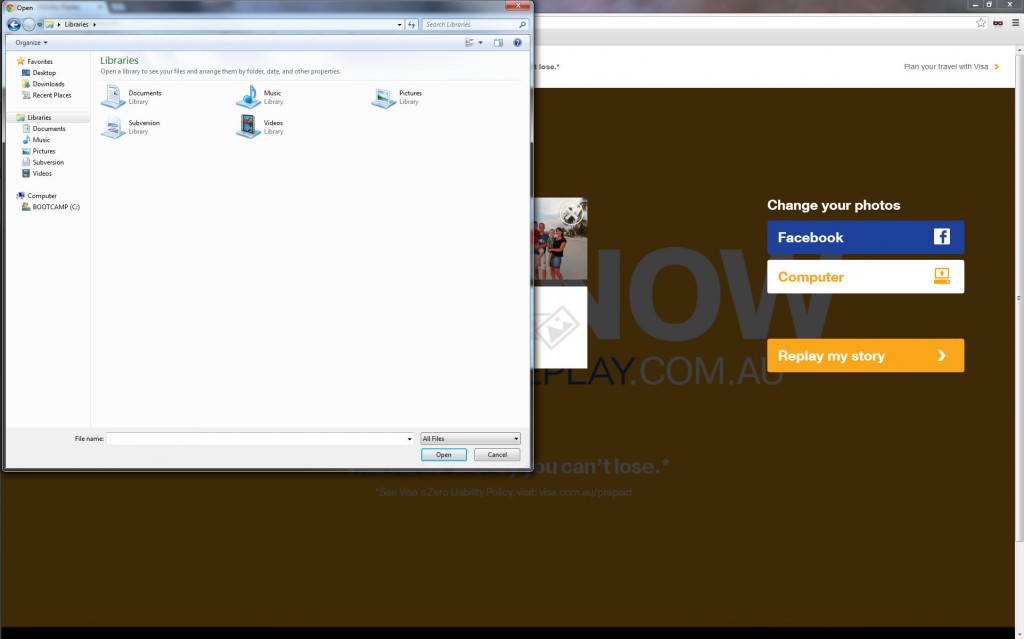 Open
Libraries
Search Libraries
Organize
Favorites
Desktop
Downloads
Recent Places
Libraries
Documents
Music
Pictures
Subversion
Videos
Computer
BOOTCAMP (C:)
Libraries
Open a library to see your files and arrange them by folder, date, and other properties.
Documents
Library
Music
Library
Pictures
Library
Subversion
Library
Videos
Library
File name:
All Files
Open
Cancel
't lose.*
Plan your travel with Visa
Change your photos
Facebook
Computer
Replay my story
NOW
PLAY.COM.AU
you can't lose.*
*See Visa's Zero Liability Policy, visit: visa.com.au/prepaid